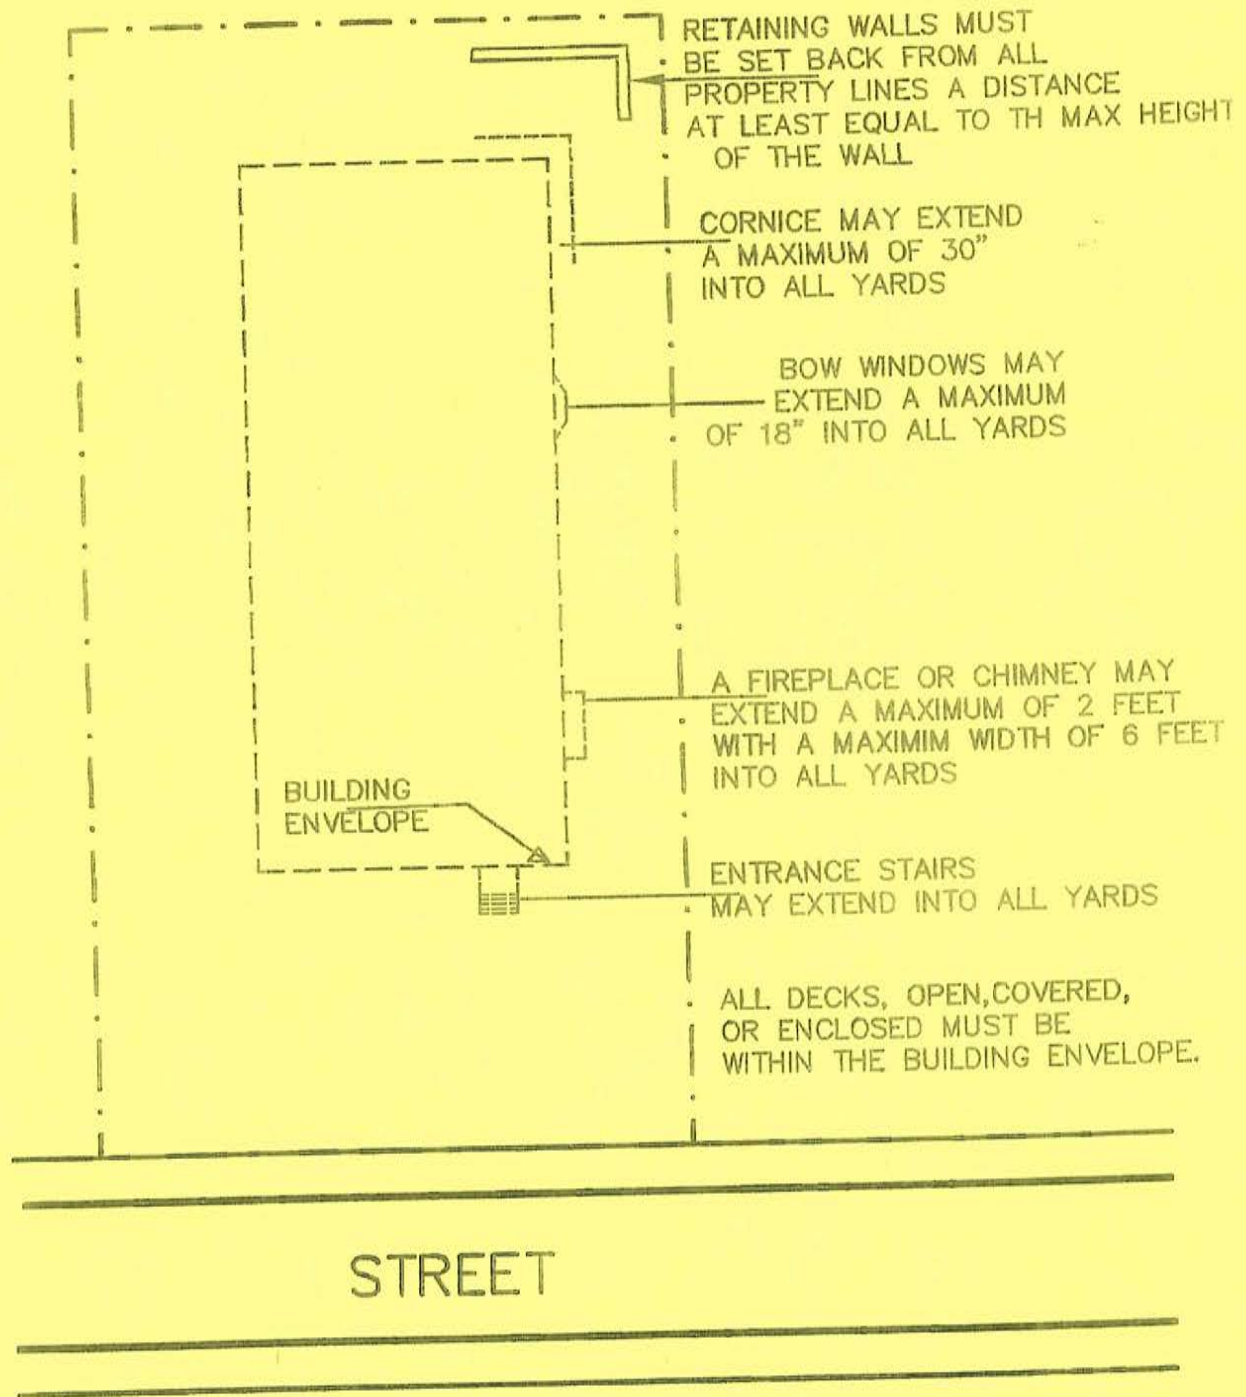 RETAINING WALLS MUST
BE SET BACK FROM ALL
PROPERTY LINES A DISTANCE
AT LEAST EQUAL TO TH MAX HEIGHT
OF THE WALL
CORNICE MAY EXTEND
A MAXIMUM OF 30"
INTO ALL YARDS
BOW WINDOWS MAY
EXTEND A MAXIMUM
OF 18" INTO ALL YARDS
A FIREPLACE OR CHIMNEY MAY
EXTEND A MAXIMUM OF 2 FEET
WITH A MAXIMIM WIDTH OF 6 FEET
INTO ALL YARDS
BUILDING
ENVELOPE
ENTRANCE STAIRS
MAY EXTEND INTO ALL YARDS
ALL DECKS, OPEN,COVERED,
OR ENCLOSED MUST BE
WITHIN THE BUILDING ENVELOPE.
STREET